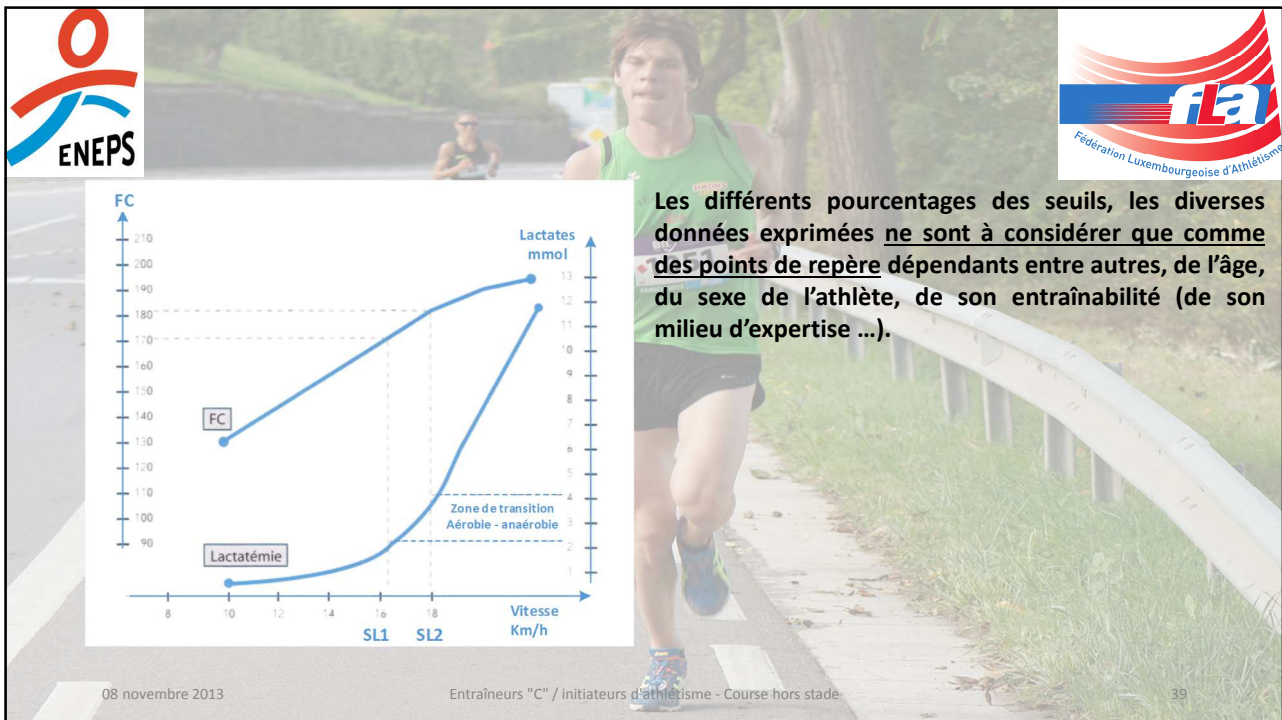 ENEPS
fLa
Fédération Luxembourgeoise d'Athlétisme
Les différents pourcentages des seuils, les diverses
données exprimées ne sont à considérer que comme
des points de repère dépendants entre autres, de l’âge,
du sexe de l’athlète, de son entraînabilité (de son
milieu d’expertise …).
FC
210
200
190
180
170
160
150
140
130
120
110
100
90
Lactates
mmol
13
12
11
10
9
8
7
6
5
4
3
2
1
FC
Zone de transition
Aérobie - anaérobie
Lactatémie
8 10 12 14 16 18
Vitesse
Km/h
SL1 SL2
08 novembre 2013
Entraîneurs "C" / initiateurs d'athlétisme - Course hors stade
39